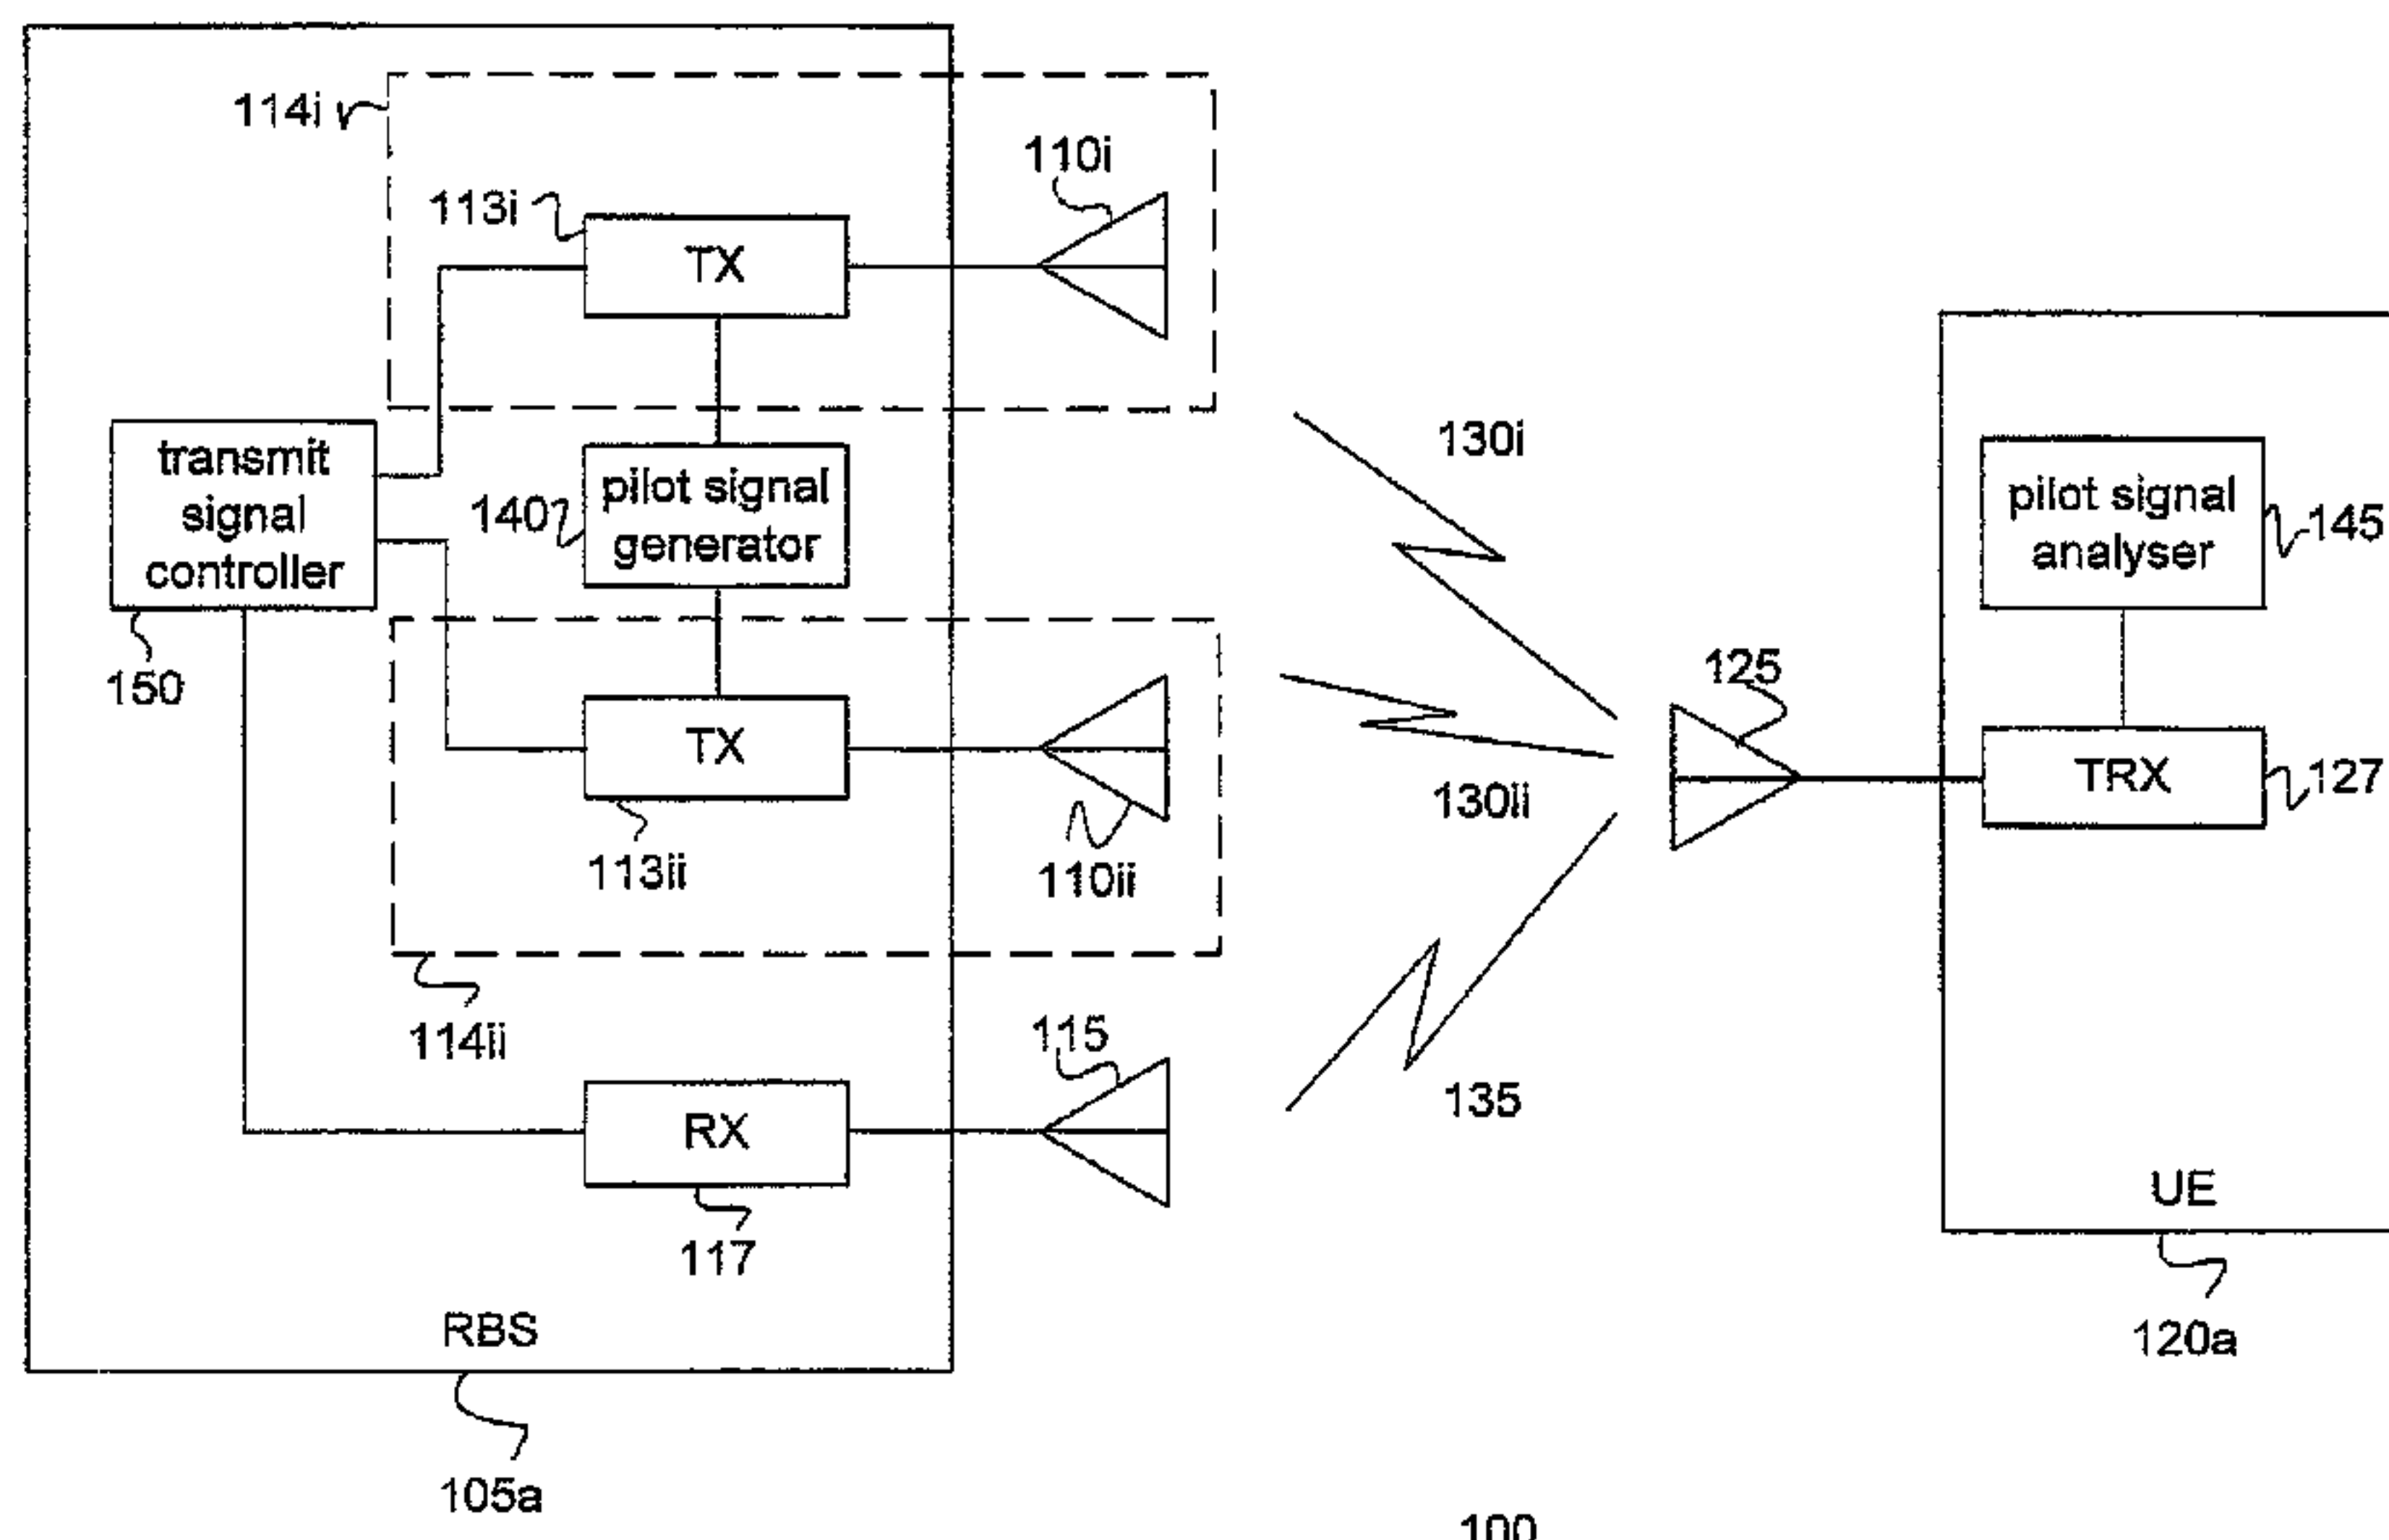 114i
110i
113i
TX
130i
transmit
signal
controller
140
pilot signal
generator
pilot signal
analyser
145
150
125
TX
TRX
127
130ii
113ii
110ii
114ii
115
135
RX
117
UE
RBS
120a
105a
100